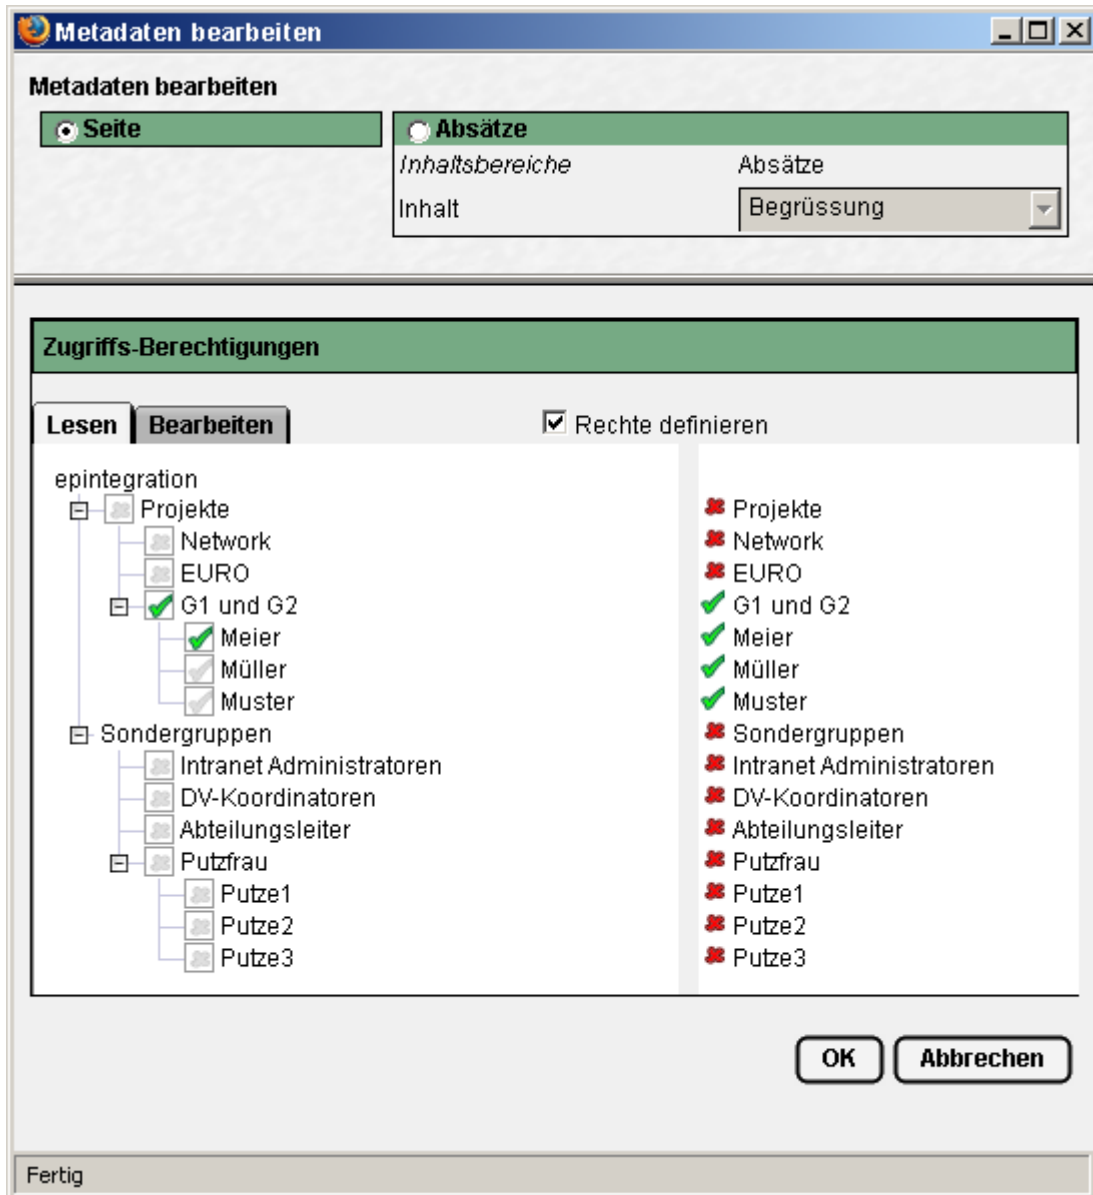 Metadaten bearbeiten
Metadaten bearbeiten
Seite Absätze
Inhaltsbereiche Absätze
Inhalt Begrüssung
Zugriffs-Berechtigungen
Lesen Bearbeiten Rechte definieren
epintegration
Projekte Projekte
Network Network
EURO EURO
G1 und G2 G1 und G2
Meier Meier
Müller Müller
Muster Muster
Sondergruppen Sondergruppen
Intranet Administratoren Intranet Administratoren
DV-Koordinatoren DV-Koordinatoren
Abteilungsleiter Abteilungsleiter
Putzfrau Putzfrau
Putze1 Putze1
Putze2 Putze2
Putze3 Putze3
OK Abbrechen
Fertig